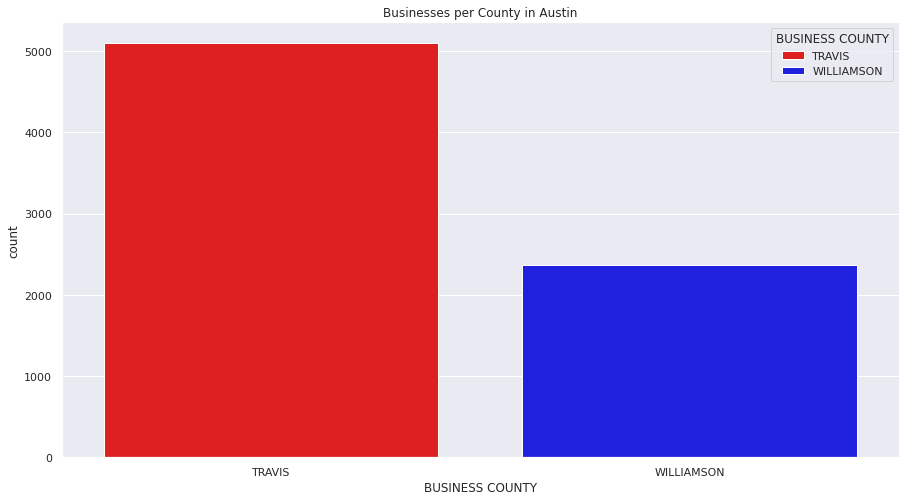 Businesses per County in Austin
BUSINESS COUNTY
TRAVIS
WILLIAMSON
5000
4000
3000
2000
1000
0
count
TRAVIS WILLIAMSON
BUSINESS COUNTY